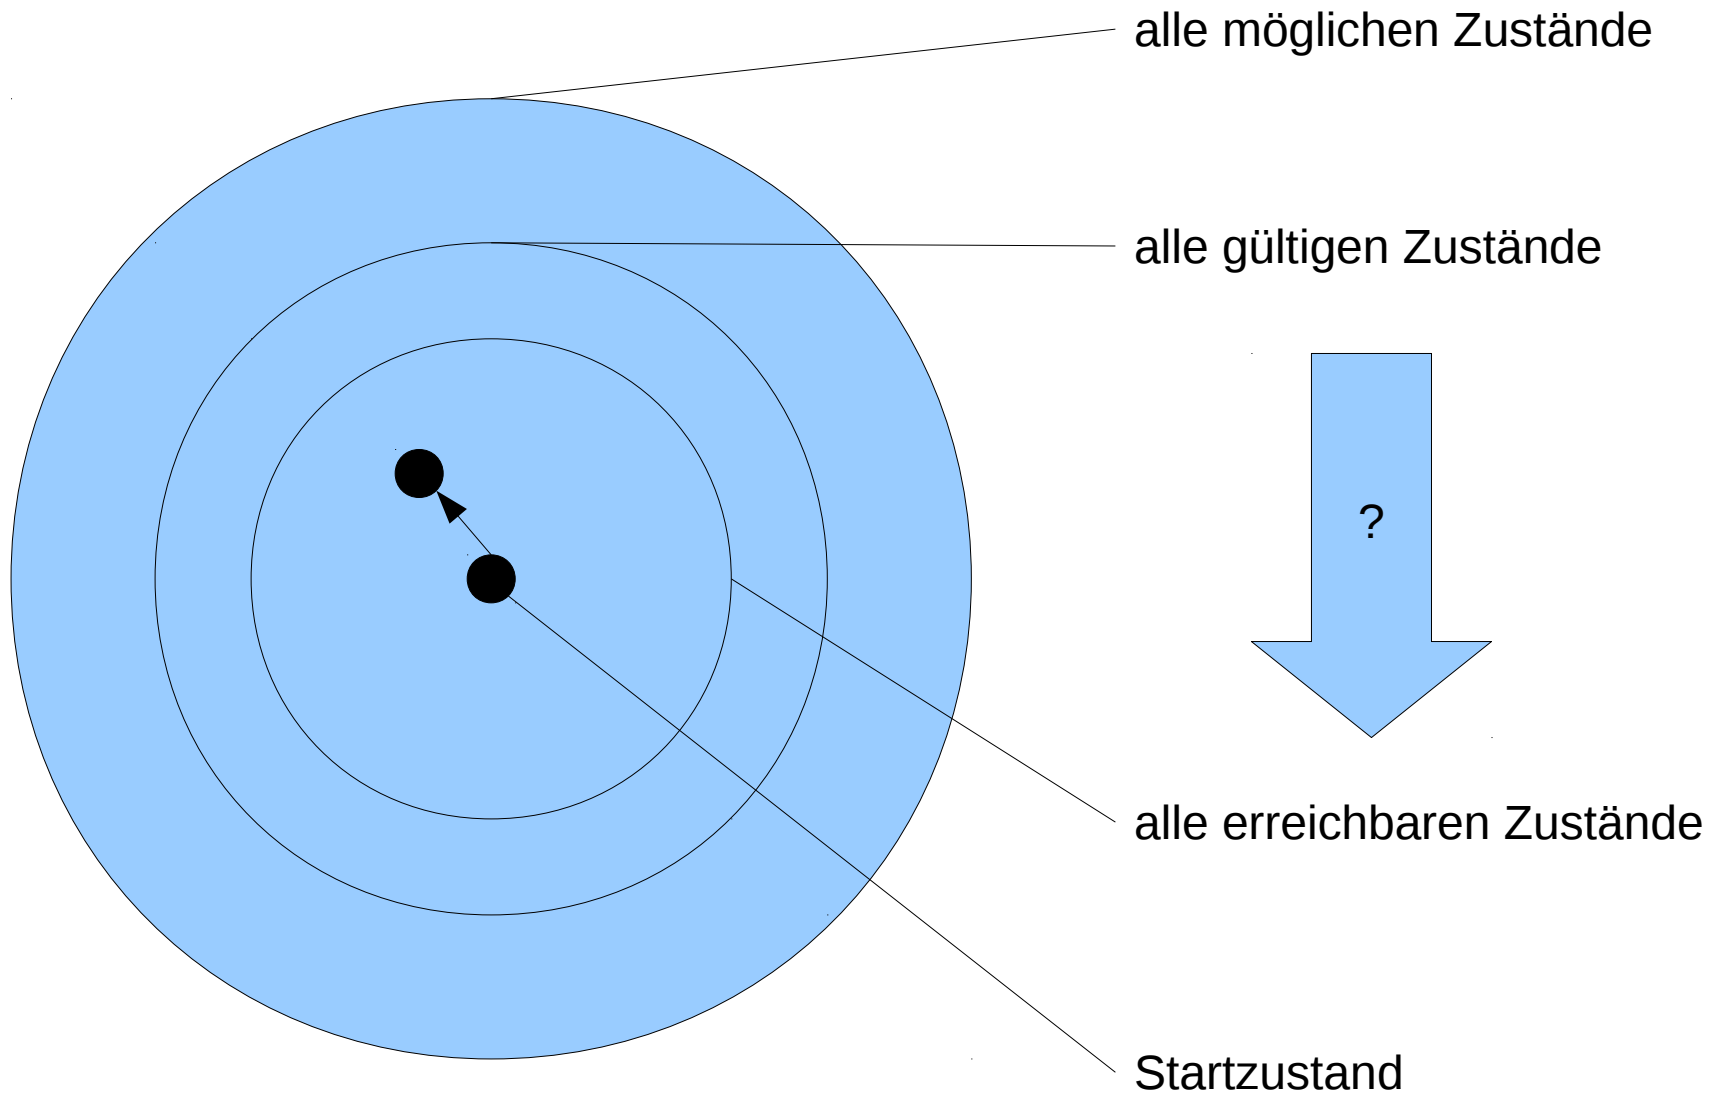 alle möglichen Zustände
alle gültigen Zustände
?
alle erreichbaren Zustände
Startzustand